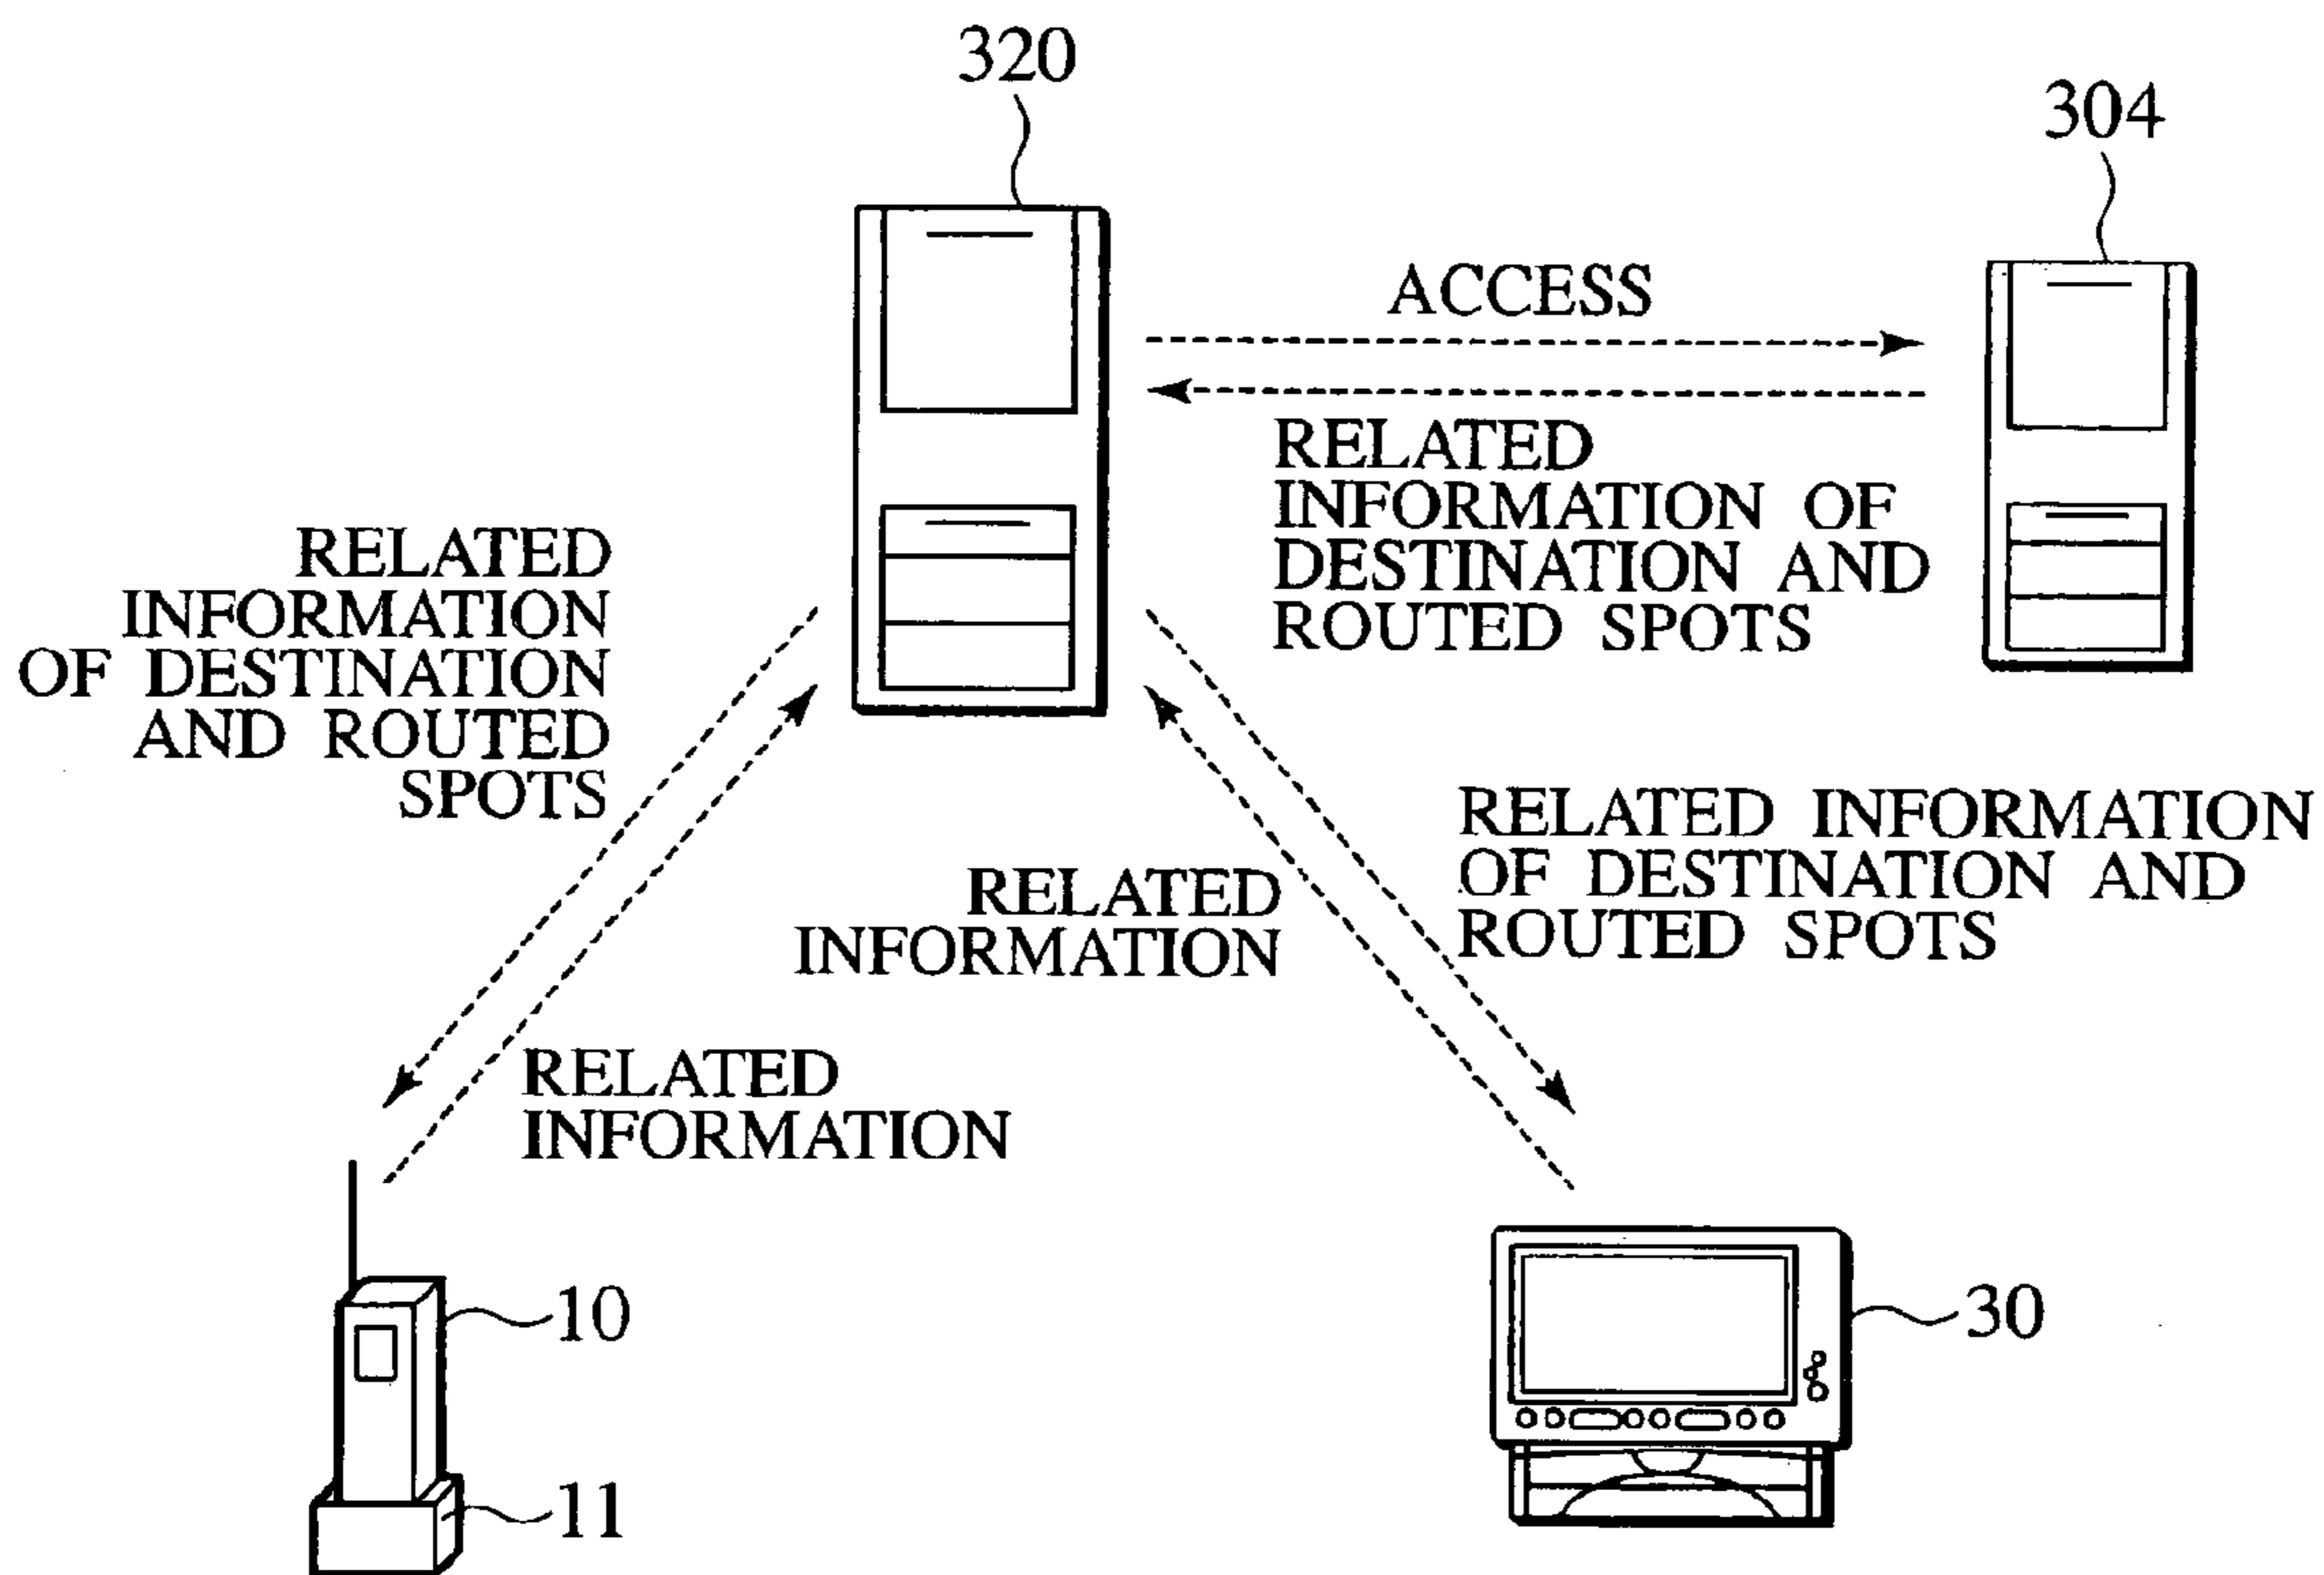 320
304
ACCESS
RELATED
INFORMATION OF
DESTINATION AND
ROUTED SPOTS
RELATED
INFORMATION
OF DESTINATION
AND ROUTED
SPOTS
RELATED INFORMATION
OF DESTINATION AND
ROUTED SPOTS
RELATED
INFORMATION
RELATED
INFORMATION
10
30
11